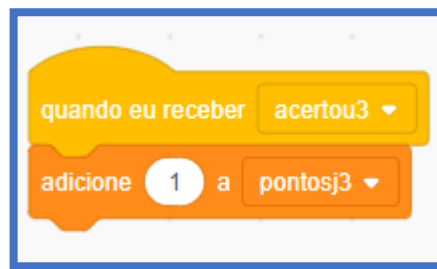 quando eu receber acertou3
adicione 1 a pontosj3